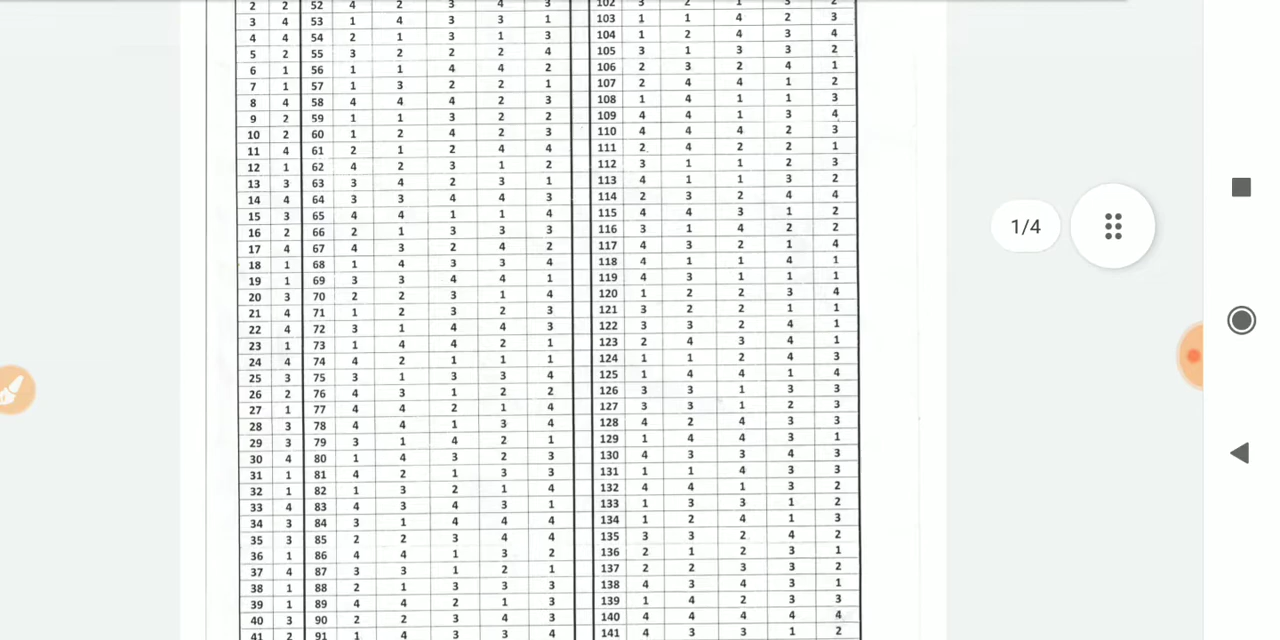 2 2 52 4 2 3 4 3 102 3 2 1 3 2
3 4 53 1 4 3 3 1 103 1 1 4 2 3
4 4 54 2 1 3 1 3 104 1 2 4 3 4
5 2 55 3 2 2 2 4 105 3 1 3 3 2
6 1 56 1 1 4 4 2 106 2 3 2 4 1
7 1 57 1 3 2 2 1 107 2 4 4 1 2
8 4 58 4 4 4 2 3 108 1 4 1 1 3
9 2 59 1 1 3 2 2 109 4 4 1 3 4
10 2 60 1 2 4 2 3 110 4 4 4 2 3
11 4 61 2 1 2 4 4 111 2 4 2 2 1
12 1 62 4 2 3 1 2 112 3 1 1 2 3
13 3 63 3 4 2 3 1 113 4 1 1 3 2
14 4 64 3 3 4 4 3 114 2 3 2 4 4
15 3 65 4 4 1 1 4 115 4 4 3 1 2
16 2 66 2 1 3 3 3 116 3 1 4 2 2
17 4 67 4 3 2 4 2 117 4 3 2 1 4
18 1 68 1 4 3 3 4 118 4 1 1 4 1
19 1 69 3 3 4 4 1 119 4 3 1 1 1
20 3 70 2 2 3 1 4 120 1 2 2 3 4
21 4 71 1 2 3 2 3 121 3 2 2 1 1
22 4 72 3 1 4 4 3 122 3 3 2 4 1
23 1 73 1 4 4 2 1 123 2 4 3 4 1
24 4 74 4 2 1 1 1 124 1 1 2 4 3
25 3 75 3 1 3 3 4 125 1 4 4 1 4
26 2 76 4 3 1 2 2 126 3 3 1 3 3
27 1 77 4 4 2 1 4 127 3 3 1 2 3
28 3 78 4 4 1 3 4 128 4 2 4 3 3
29 3 79 3 1 4 2 1 129 1 4 4 3 1
30 4 80 1 4 3 2 3 130 4 3 3 4 3
31 1 81 4 2 1 3 3 131 1 1 4 3 3
32 1 82 1 3 2 1 4 132 4 4 1 3 2
33 4 83 4 3 4 3 1 133 1 3 3 1 2
34 3 84 3 1 4 4 4 134 1 2 4 1 3
35 3 85 2 2 3 4 4 135 3 3 2 4 2
36 1 86 4 4 1 3 2 136 2 1 2 3 1
37 4 87 3 3 1 2 1 137 2 2 3 3 2
38 1 88 2 1 3 3 3 138 4 3 4 3 1
39 1 89 4 4 2 1 3 139 1 4 2 3 3
40 3 90 2 2 3 4 3 140 4 4 4 4 4
41 2 91 1 4 3 3 4 141 4 3 3 1 2
1/4